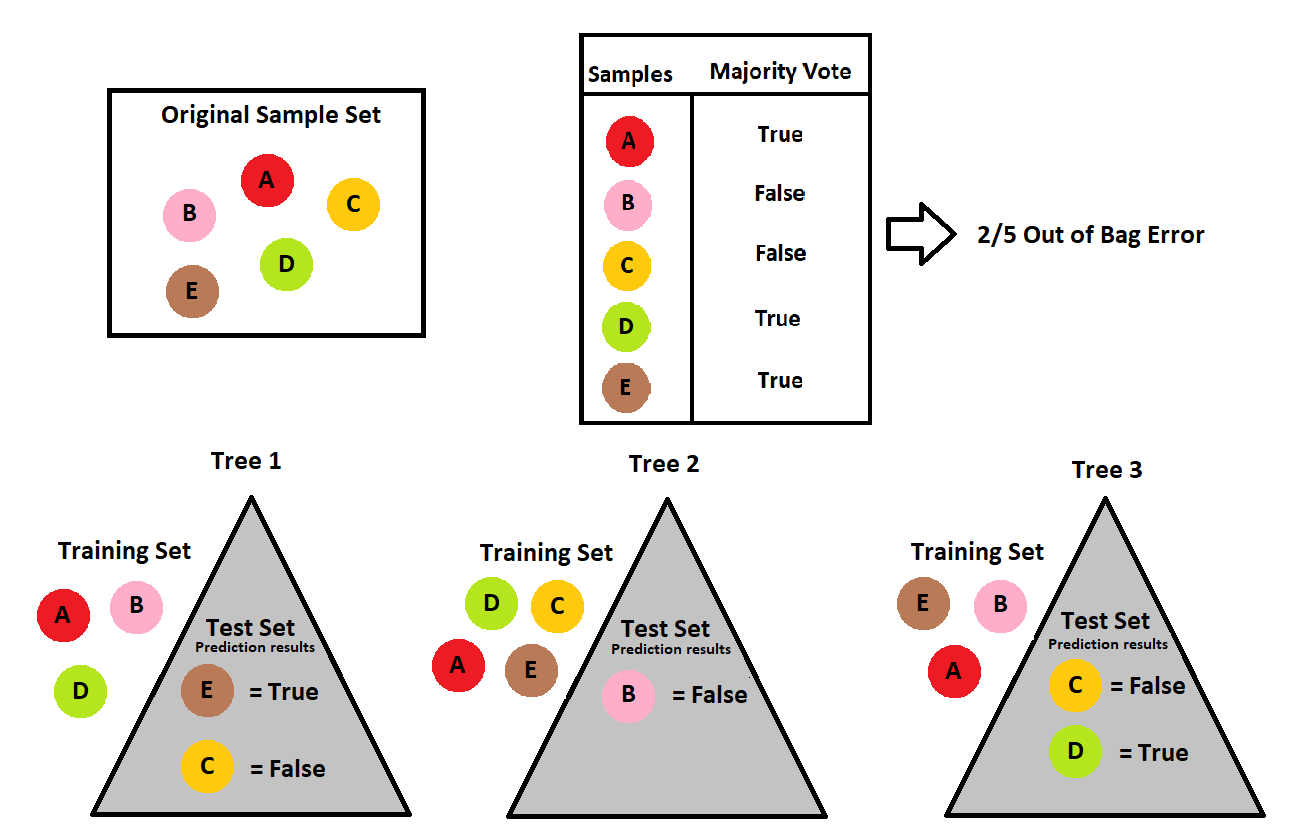 Original Sample Set
A
B
C
D
E
Samples Majority Vote
A True
B False
C False
D True
E True
2/5 Out of Bag Error
Tree 1
Training Set
A
B
D
Test Set
Prediction results
E = True
C = False
Tree 2
Training Set
D
C
A
E
Test Set
Prediction results
B = False
Tree 3
Training Set
E
B
A
Test Set
Prediction results
C = False
D = True